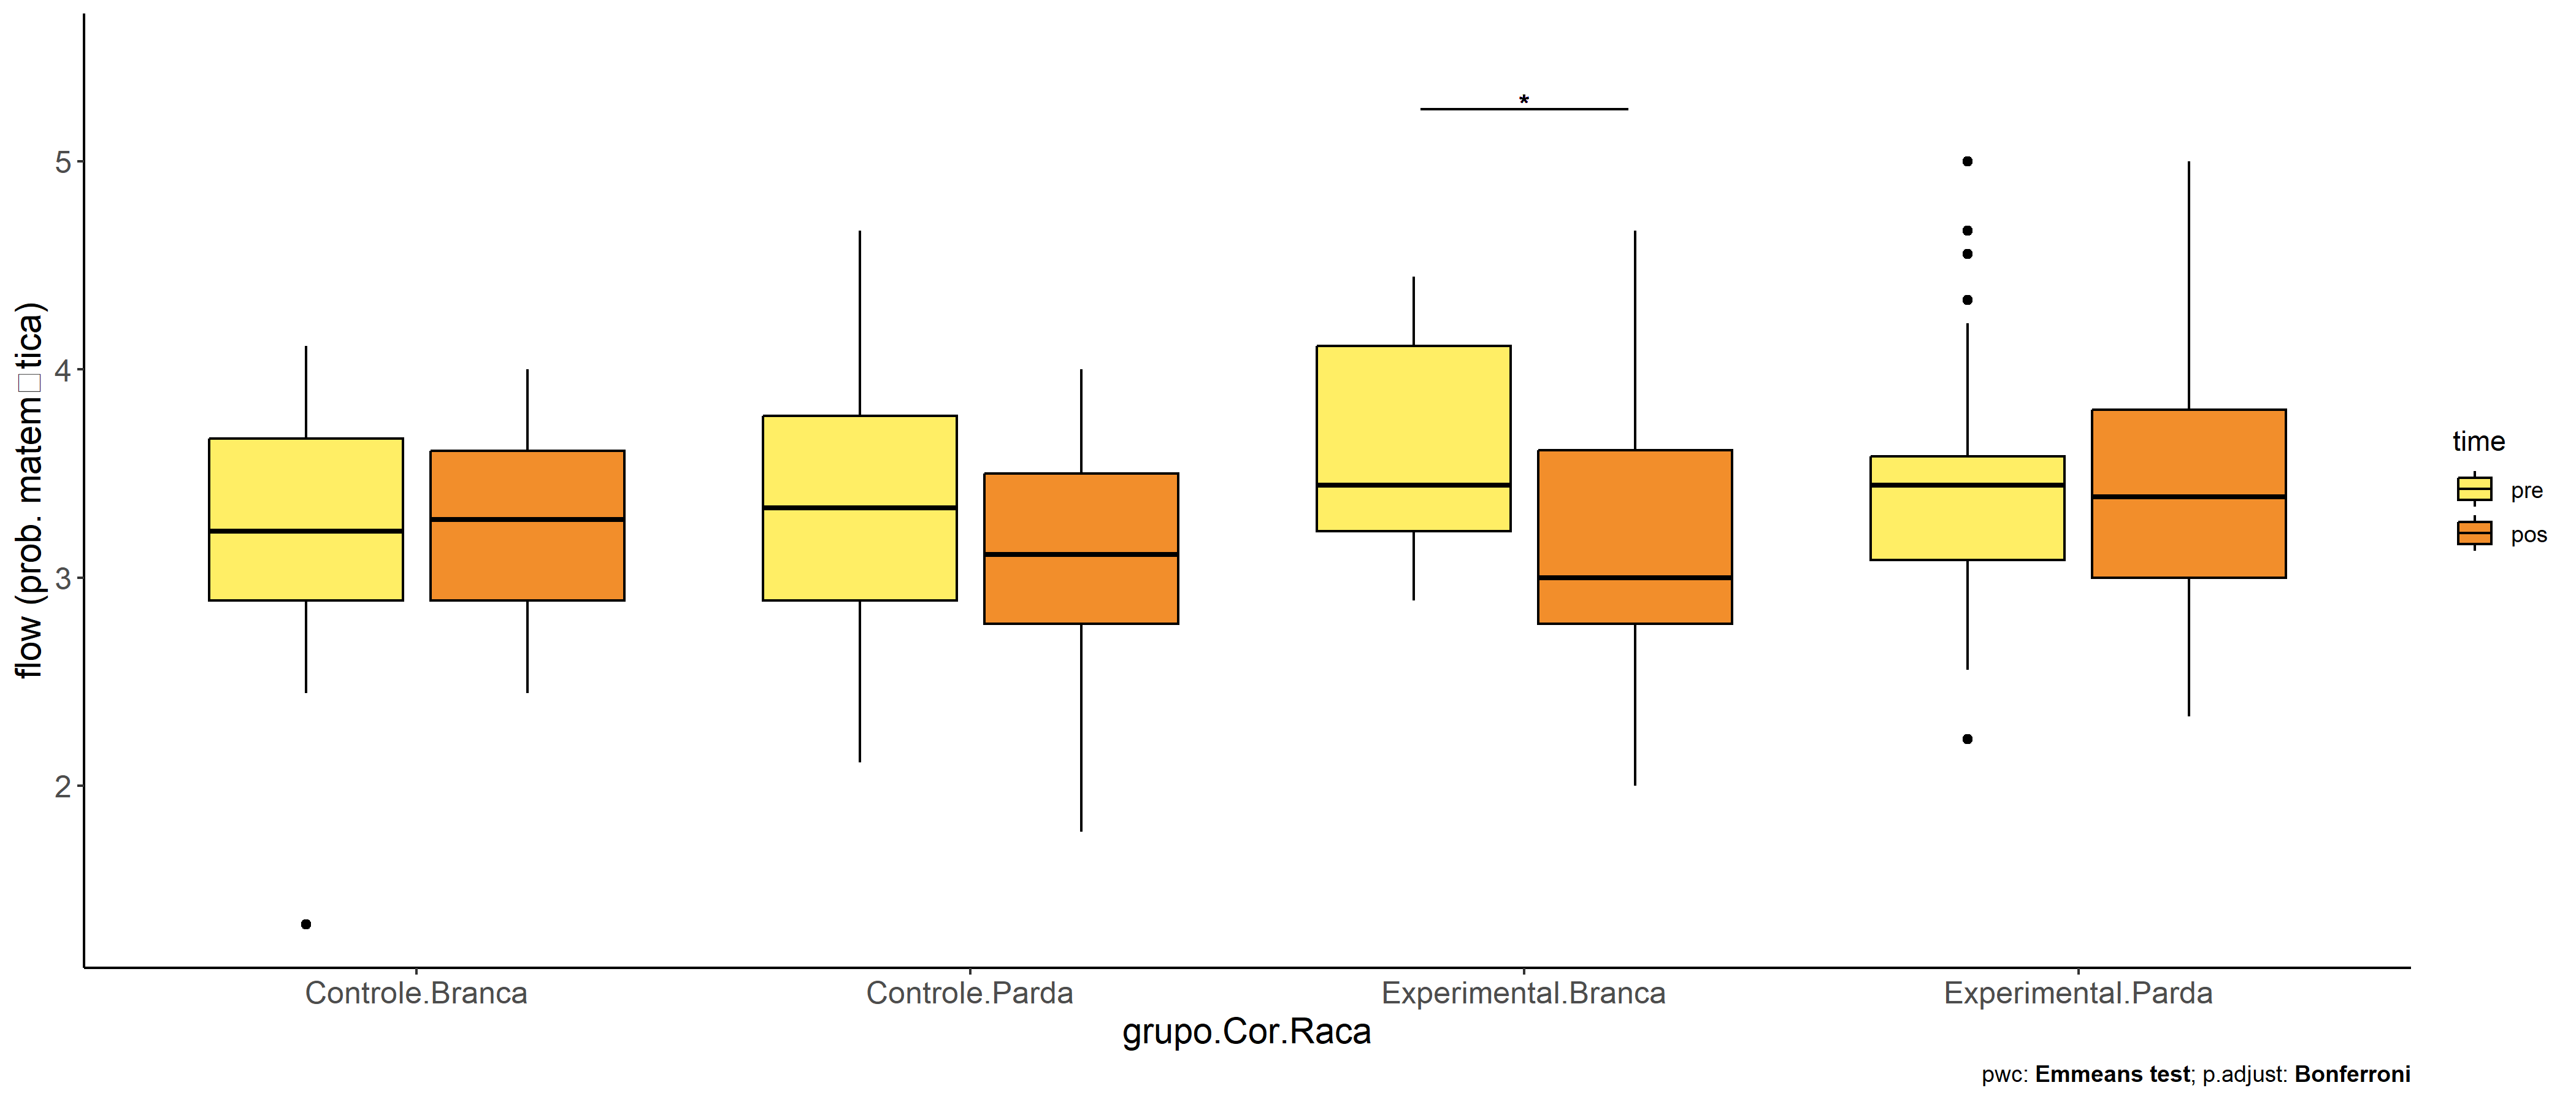 flow (prob. matem□tica)
5
4
3
2
*
Controle.Branca
Controle.Parda
Experimental.Branca
Experimental.Parda
grupo.Cor.Raca
time
pre
pos
pwc: Emmeans test; p.adjust: Bonferroni